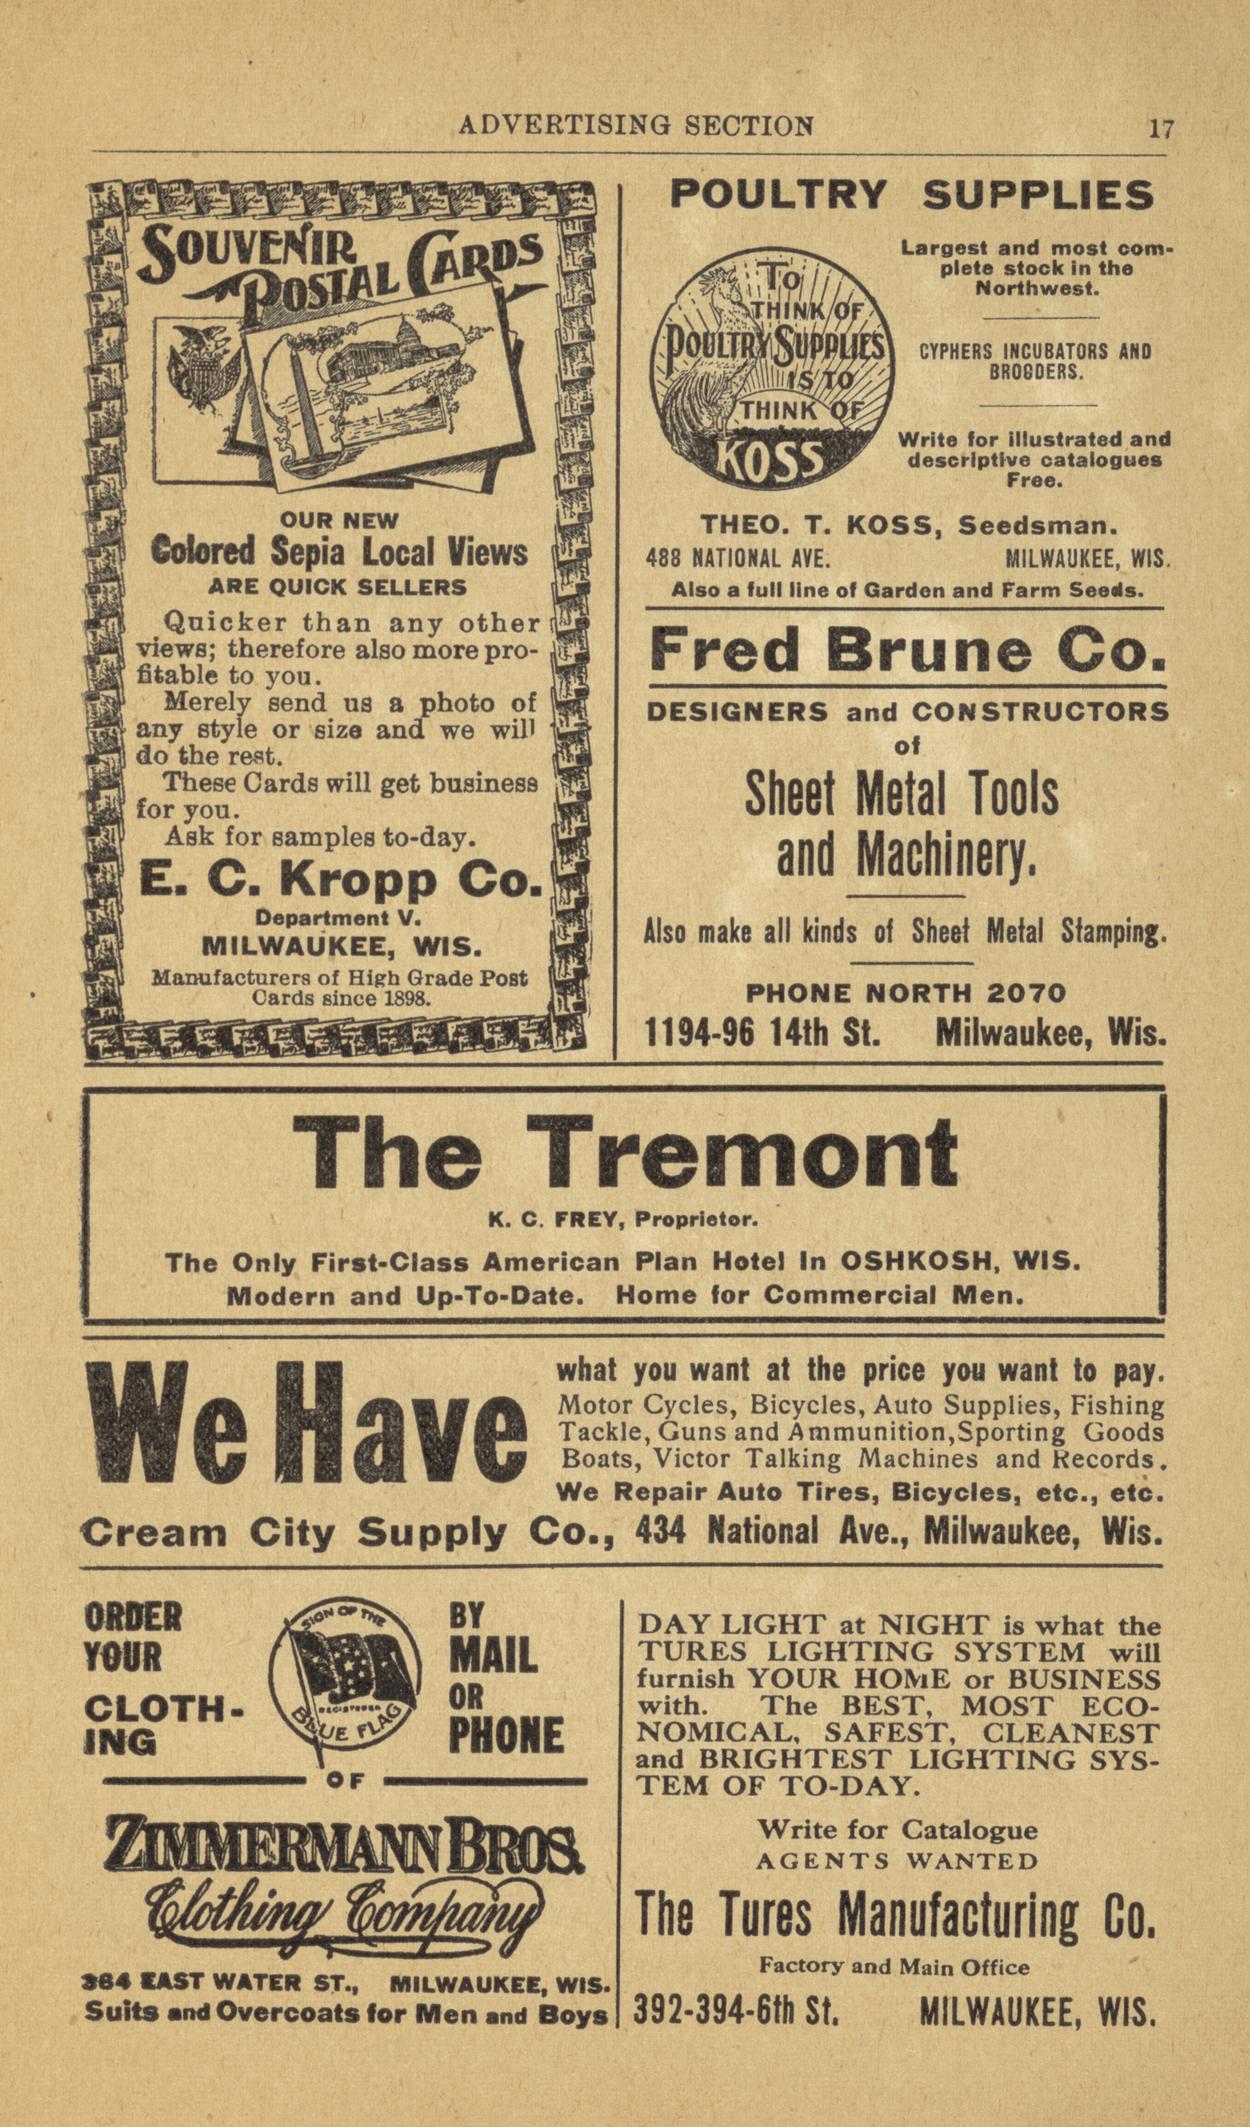 ADVERTISING SECTION 17
SOUVENIR
POSTAL CARDS
OUR NEW
Colored Sepia Local Views
ARE QUICK SELLERS
Quicker than any other
views; therefore also more pro-
fitable to you.
Merely send us a photo of
any style or size and we will
do the rest.
These Cards will get business
for you.
Ask for samples to-day.
E. C. Kropp Co.
Department V.
MILWAUKEE, WIS.
Manufacturers of High Grade Post
Cards since 1898.
POULTRY SUPPLIES
TO
THINK OF
POULTRY SUPPLIES
IS TO
THINK OF
KOSS
Largest and most com-
plete stock in the
Northwest.
CYPHERS INCUBATORS AND
BROODERS.
Write for illustrated and
descriptive catalogues
Free.
THEO. T. KOSS, Seedsman.
488 NATIONAL AVE. MILWAUKEE, WIS.
Also a full line of Garden and Farm Seeds.
Fred Brune Co.
DESIGNERS and CONSTRUCTORS
of
Sheet Metal Tools
and Machinery.
Also make all kinds of Sheet Metal Stamping.
PHONE NORTH 2070
1194-96 14th St. Milwaukee, Wis.
The Tremont
K. C. FREY, Proprietor.
The Only First-Class American Plan Hotel In OSHKOSH, WIS.
Modern and Up-To-Date. Home for Commercial Men.
We Have
what you want at the price you want to pay.
Motor Cycles, Bicycles, Auto Supplies, Fishing
Tackle, Guns and Ammunition, Sporting Goods
Boats, Victor Talking Machines and Records.
We Repair Auto Tires, Bicycles, etc., etc.
Cream City Supply Co., 434 National Ave., Milwaukee, Wis.
ORDER
YOUR
CLOTH-
ING
SIGN OF THE
REGISTERED
BLUE FLAG
BY
MAIL
OR
PHONE
OF
ZIMMERMANN BROS.
Clothing Company
364 EAST WATER ST., MILWAUKEE, WIS.
Suits and Overcoats for Men and Boys
DAY LIGHT at NIGHT is what the
TURES LIGHTING SYSTEM will
furnish YOUR HOME or BUSINESS
with. The BEST, MOST ECO-
NOMICAL, SAFEST, CLEANEST
and BRIGHTEST LIGHTING SYS-
TEM OF TO-DAY.
Write for Catalogue
AGENTS WANTED
The Tures Manufacturing Co.
Factory and Main Office
392-394-6th St. MILWAUKEE, WIS.